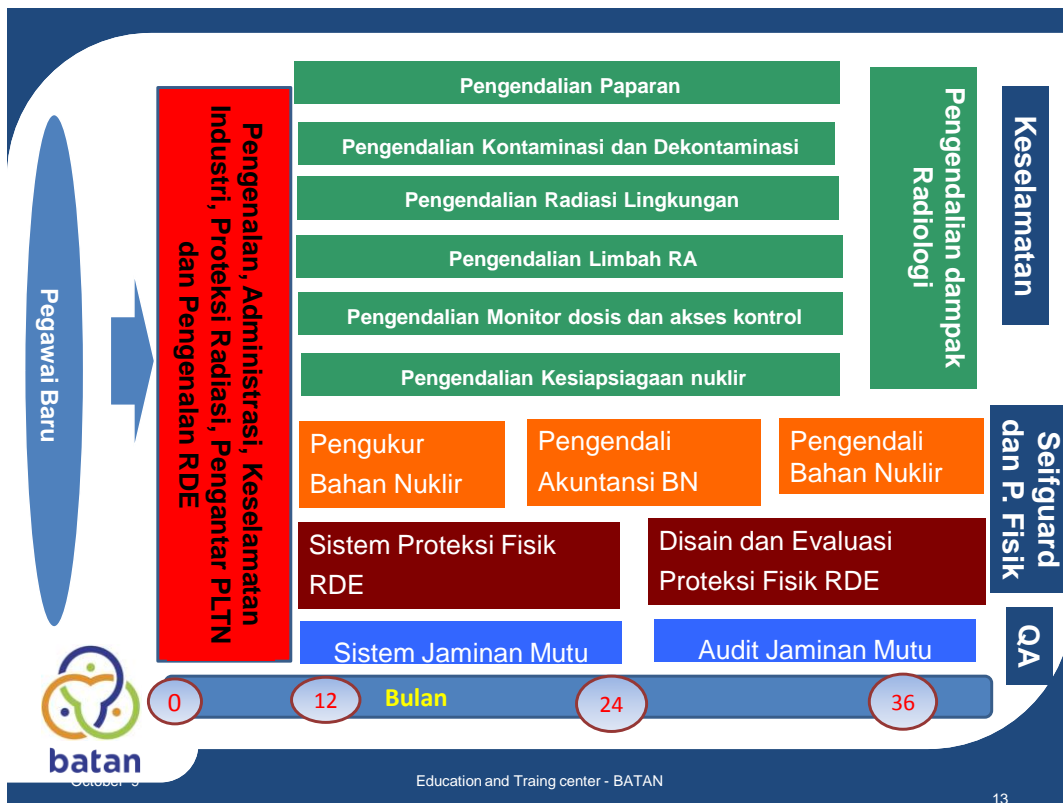 Pegawai Baru
Pengenalan, Administrasi, Keselamatan
Industri, Proteksi Radiasi, Pengantar PLTN
dan Pengenalan RDE
Pengendalian Paparan
Pengendalian Kontaminasi dan Dekontaminasi
Pengendalian Radiasi Lingkungan
Pengendalian Limbah RA
Pengendalian Monitor dosis dan akses kontrol
Pengendalian Kesiapsiagaan nuklir
Pengendalian dampak
Radiologi
Keselamatan
Pengukur
Bahan Nuklir
Pengendali
Akuntansi BN
Pengendali
Bahan Nuklir
Seifguard
dan P. Fisik
Sistem Proteksi Fisik
RDE
Disain dan Evaluasi
Proteksi Fisik RDE
Sistem Jaminan Mutu
Audit Jaminan Mutu
QA
0
12
Bulan
24
36
batan
Education and Traing center - BATAN
13